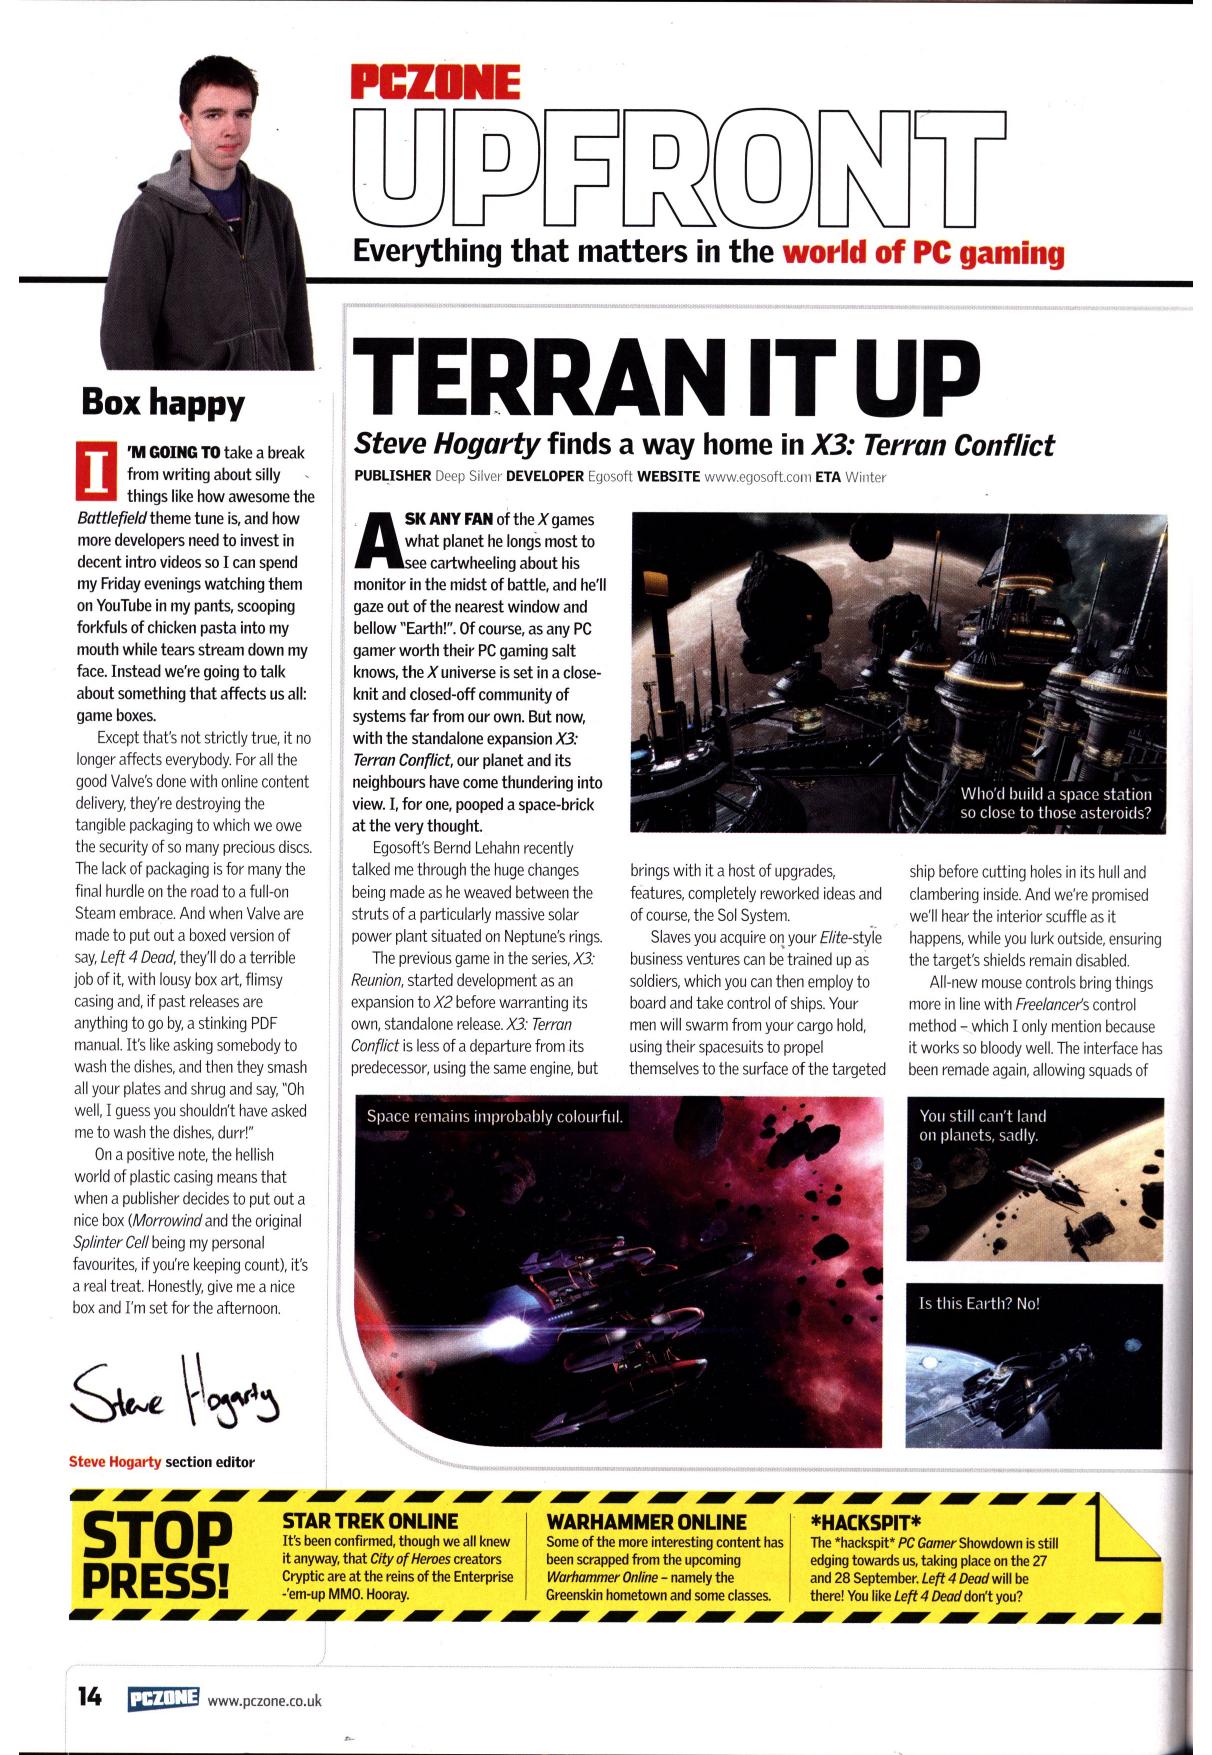 PCZONE
UPFRONT
Everything that matters in the world of PC gaming
Box happy
I'M GOING TO take a break
from writing about silly
things like how awesome the
Battlefield theme tune is, and how
more developers need to invest in
decent intro videos so I can spend
my Friday evenings watching them
on YouTube in my pants, scooping
forkfuls of chicken pasta into my
mouth while tears stream down my
face. Instead we're going to talk
about something that affects us all:
game boxes.
Except that's not strictly true, it no
longer affects everybody. For all the
good Valve's done with online content
delivery, they're destroying the
tangible packaging to which we owe
the security of so many precious discs.
The lack of packaging is for many the
final hurdle on the road to a full-on
Steam embrace. And when Valve are
made to put out a boxed version of
say, Left 4 Dead, they'll do a terrible
job of it, with lousy box art, flimsy
casing and, if past releases are
anything to go by, a stinking PDF
manual. It's like asking somebody to
wash the dishes, and then they smash
all your plates and shrug and say, "Oh
well, I guess you shouldn't have asked
me to wash the dishes, durr!"
On a positive note, the hellish
world of plastic casing means that
when a publisher decides to put out a
nice box (Morrowind and the original
Splinter Cell being my personal
favourites, if you're keeping count), it's
a real treat. Honestly, give me a nice
box and I'm set for the afternoon.
Steve Hogarty
Steve Hogarty section editor
TERRAN IT UP
Steve Hogarty finds a way home in X3: Terran Conflict
PUBLISHER Deep Silver DEVELOPER Egosoft WEBSITE www.egosoft.com ETA Winter
ASK ANY FAN of the X games
what planet he longs most to
see cartwheeling about his
monitor in the midst of battle, and he'll
gaze out of the nearest window and
bellow "Earth!". Of course, as any PC
gamer worth their PC gaming salt
knows, the X universe is set in a close-
knit and closed-off community of
systems far from our own. But now,
with the standalone expansion X3:
Terran Conflict, our planet and its
neighbours have come thundering into
view. I, for one, pooped a space-brick
at the very thought.
Egosoft's Bernd Lehahn recently
talked me through the huge changes
being made as he weaved between the
struts of a particularly massive solar
power plant situated on Neptune's rings.
The previous game in the series, X3:
Reunion, started development as an
expansion to X2 before warranting its
own, standalone release. X3: Terran
Conflict is less of a departure from its
predecessor, using the same engine, but
Who'd build a space station
so close to those asteroids?
brings with it a host of upgrades,
features, completely reworked ideas and
of course, the Sol System.
Slaves you acquire on your Elite-style
business ventures can be trained up as
soldiers, which you can then employ to
board and take control of ships. Your
men will swarm from your cargo hold,
using their spacesuits to propel
themselves to the surface of the targeted
ship before cutting holes in its hull and
clambering inside. And we're promised
we'll hear the interior scuffle as it
happens, while you lurk outside, ensuring
the target's shields remain disabled.
All-new mouse controls bring things
more in line with Freelancer's control
method – which I only mention because
it works so bloody well. The interface has
been remade again, allowing squads of
Space remains improbably colourful.
You still can't land
on planets, sadly.
Is this Earth? No!
STOP
PRESS!
STAR TREK ONLINE
It's been confirmed, though we all knew
it anyway, that City of Heroes creators
Cryptic are at the reins of the Enterprise
-'em-up MMO. Hooray.
WARHAMMER ONLINE
Some of the more interesting content has
been scrapped from the upcoming
Warhammer Online – namely the
Greenskin hometown and some classes.
*HACKSPIT*
The *hackspit* PC Gamer Showdown is still
edging towards us, taking place on the 27
and 28 September. Left 4 Dead will be
there! You like Left 4 Dead don't you?
14 PCZONE www.pczone.co.uk